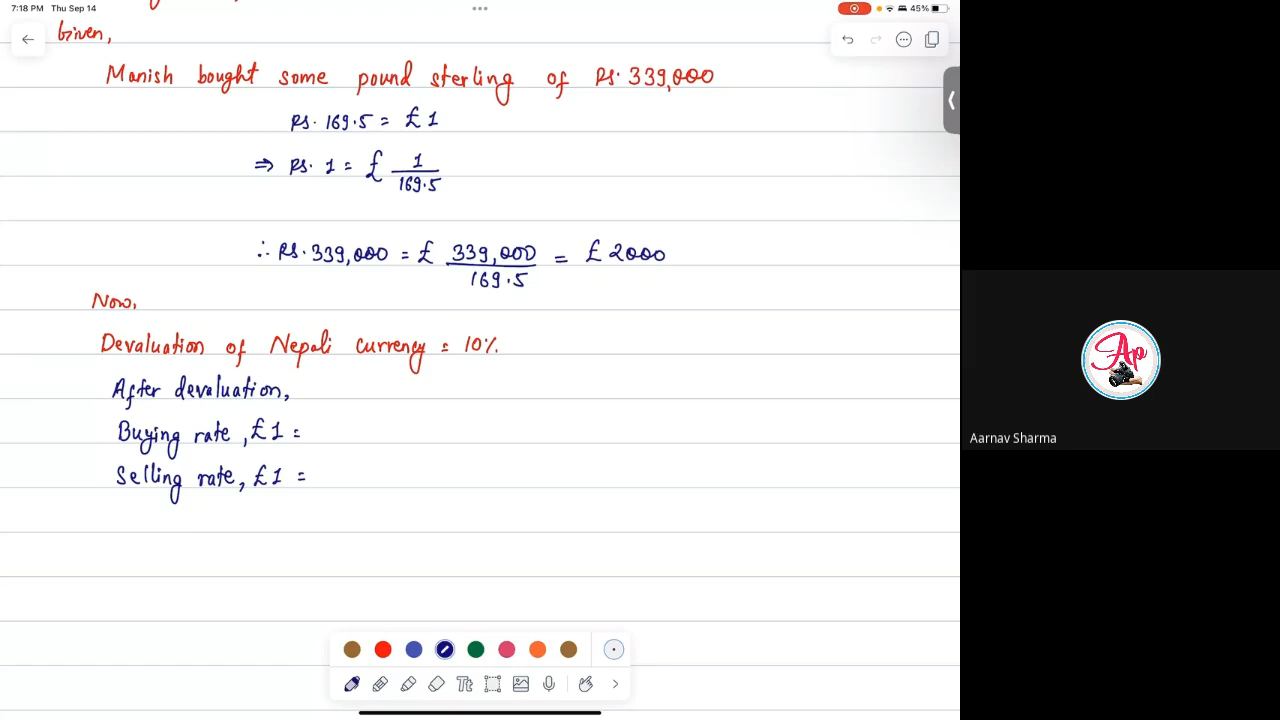 7:18 PM Thu Sep 14
45%
Given,
Manish bought some pound sterling of Rs. 339,000
Rs. 169.5 = £1
⇒ Rs. 1 = £ 1/169.5
∴ Rs. 339,000 = £ 339,000/169.5 = £ 2000
Now,
Devaluation of Nepali currency = 10%.
After devaluation,
Buying rate, £1 =
Selling rate, £1 =
Tt
Ap
Aarnav Sharma